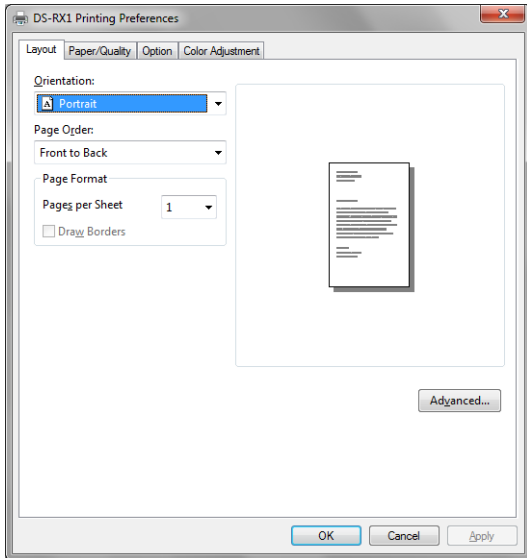 DS-RX1 Printing Preferences
Layout Paper/Quality Option Color Adjustment
Orientation:
A Portrait
Page Order:
Front to Back
Page Format
Pages per Sheet 1
Draw Borders
Advanced...
OK Cancel Apply